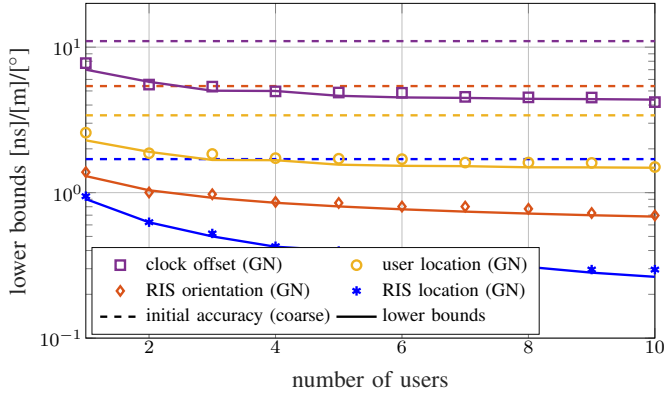 lower bounds [ns]/[m]/[°]
10^1
10^0
10^−1
clock offset (GN) user location (GN)
RIS orientation (GN) RIS location (GN)
initial accuracy (coarse) lower bounds
2 4 6 8 10
number of users